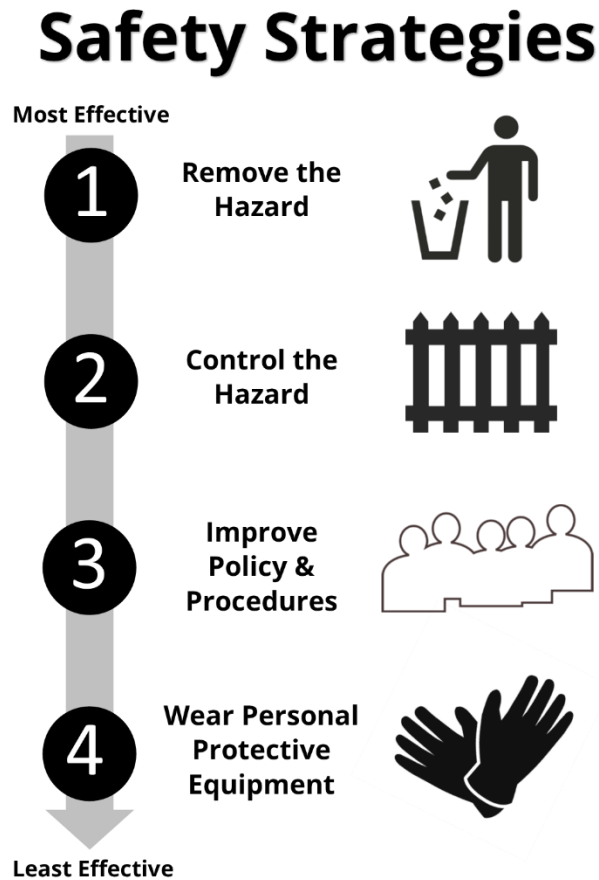 Safety Strategies
Most Effective
1
Remove the
Hazard
2
Control the
Hazard
3
Improve
Policy &
Procedures
4
Wear Personal
Protective
Equipment
Least Effective